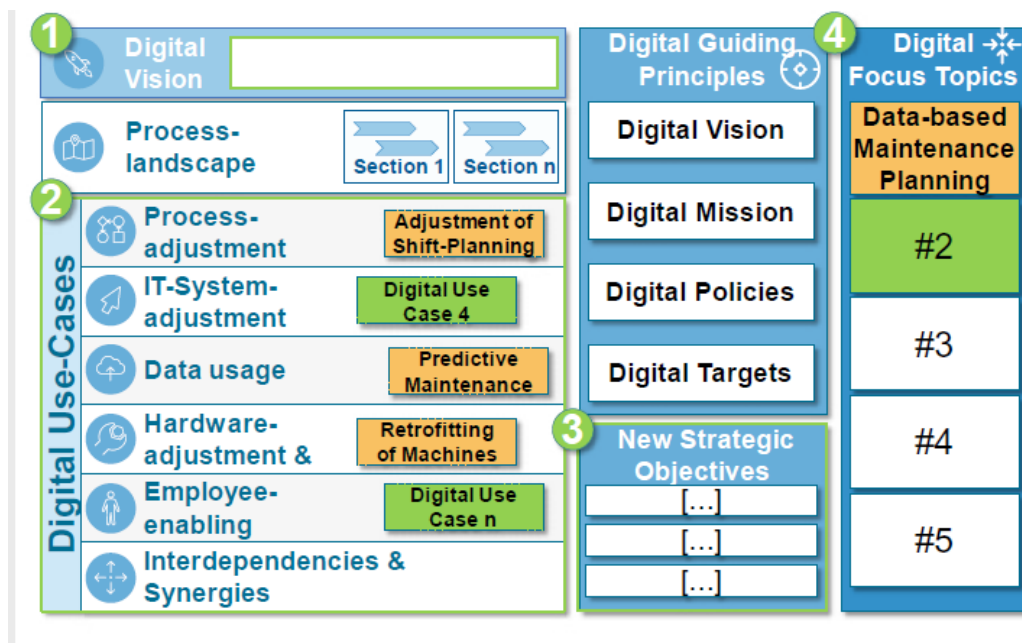 1
Digital
Vision
Process-
landscape
Section 1
Section n
2
Digital Use-Cases
Process-
adjustment
Adjustment of
Shift-Planning
IT-System-
adjustment
Digital Use
Case 4
Data usage
Predictive
Maintenance
Hardware-
adjustment &
Retrofitting
of Machines
Employee-
enabling
Digital Use
Case n
Interdependencies &
Synergies
Digital Guiding
Principles
Digital Vision
Digital Mission
Digital Policies
Digital Targets
3
New Strategic
Objectives
[...]
[...]
[...]
4
Digital
Focus Topics
Data-based
Maintenance
Planning
#2
#3
#4
#5